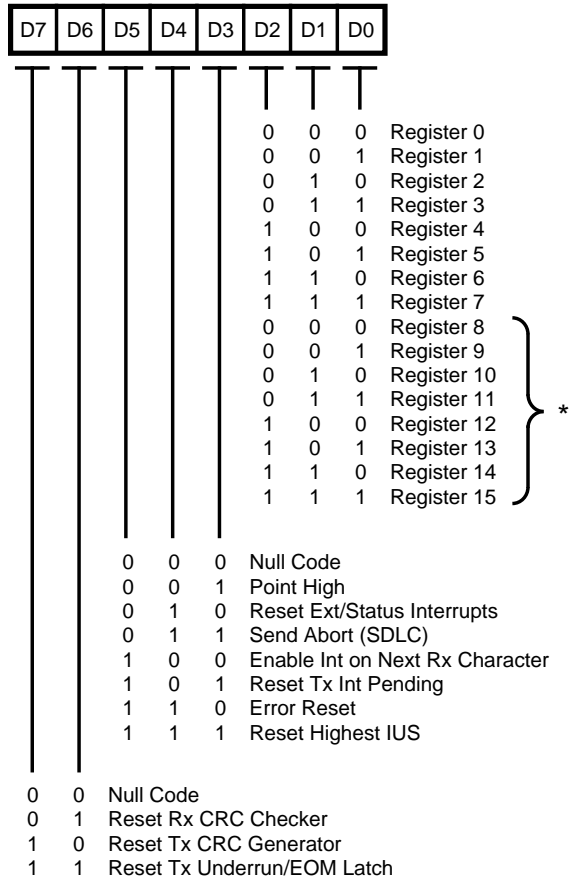 D7 D6 D5 D4 D3 D2 D1 D0
0 0 0 Register 0
0 0 1 Register 1
0 1 0 Register 2
0 1 1 Register 3
1 0 0 Register 4
1 0 1 Register 5
1 1 0 Register 6
1 1 1 Register 7
0 0 0 Register 8
0 0 1 Register 9
0 1 0 Register 10
0 1 1 Register 11
*
1 0 0 Register 12
1 0 1 Register 13
1 1 0 Register 14
1 1 1 Register 15
0 0 0 Null Code
0 0 1 Point High
0 1 0 Reset Ext/Status Interrupts
0 1 1 Send Abort (SDLC)
1 0 0 Enable Int on Next Rx Character
1 0 1 Reset Tx Int Pending
1 1 0 Error Reset
1 1 1 Reset Highest IUS
0 0 Null Code
0 1 Reset Rx CRC Checker
1 0 Reset Tx CRC Generator
1 1 Reset Tx Underrun/EOM Latch